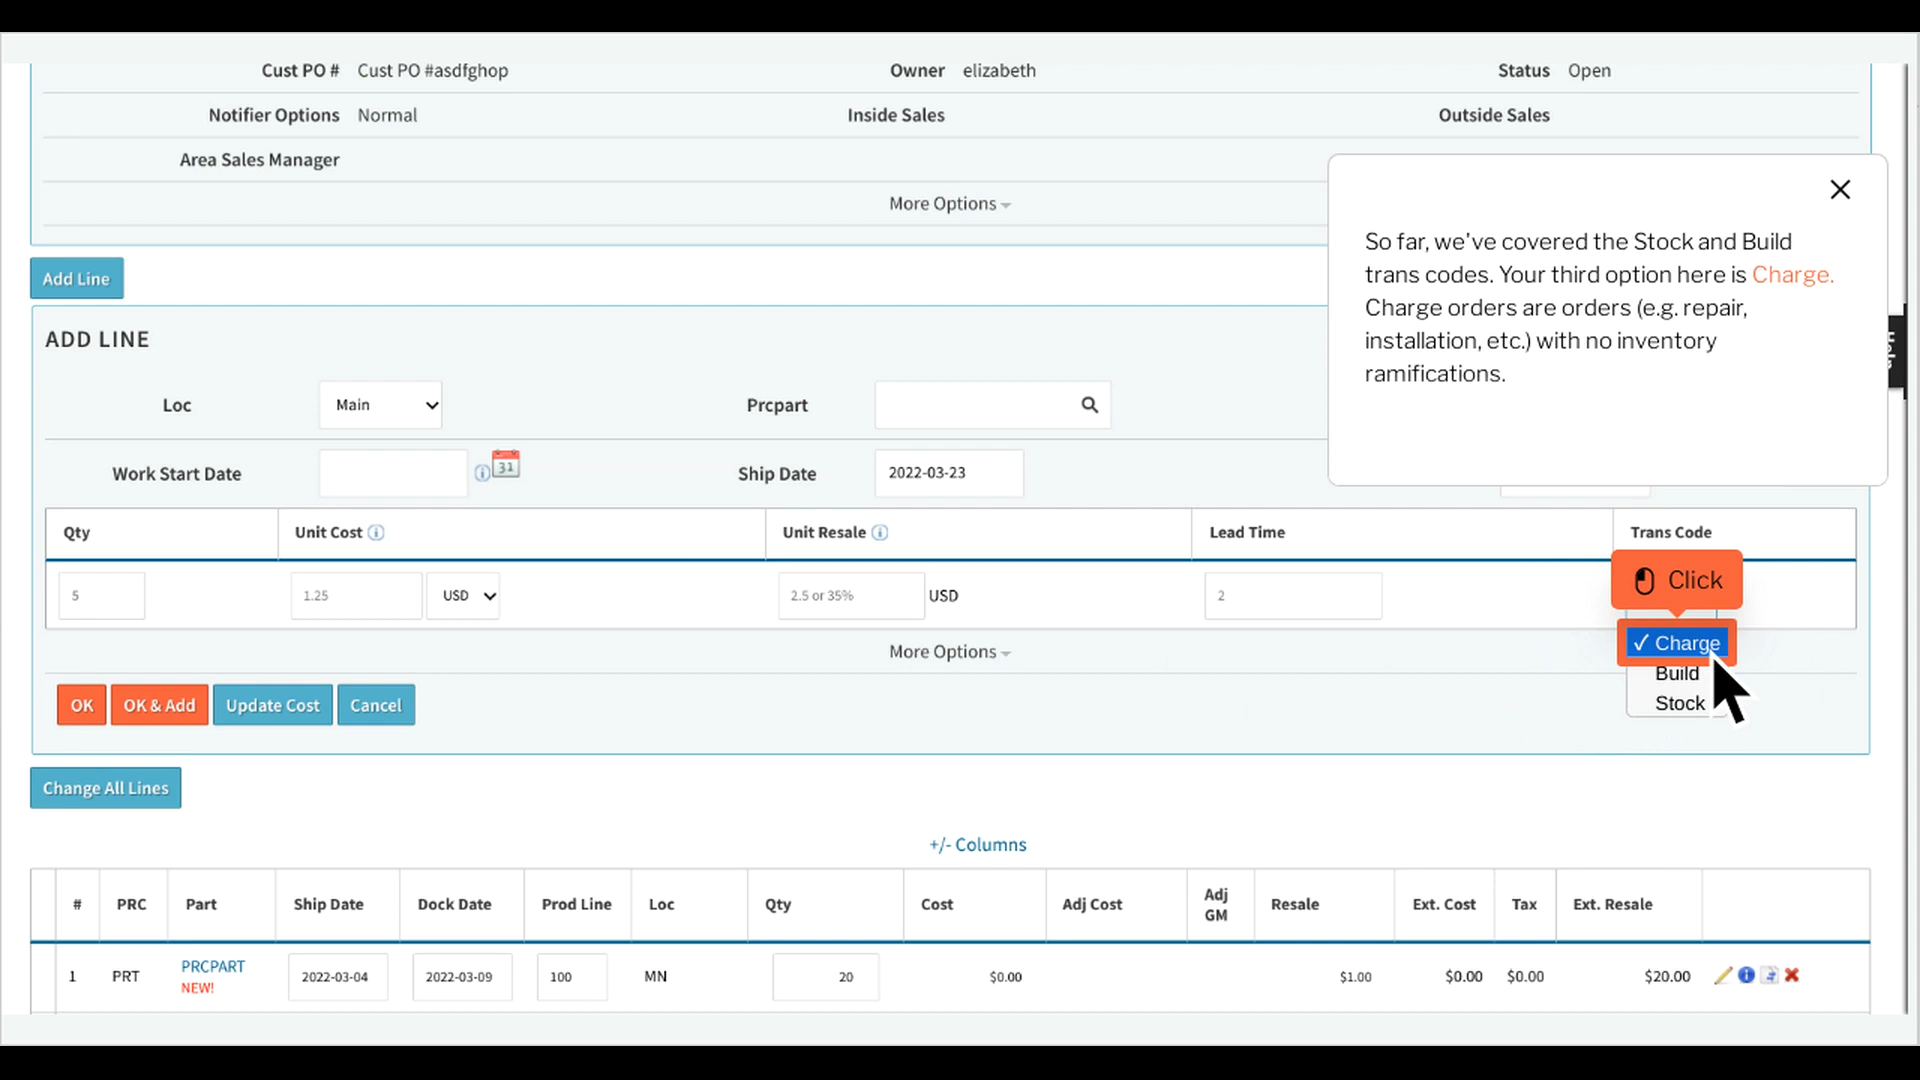 Cust PO # Cust PO #asdfghop Owner elizabeth Status Open
Notifier Options Normal Inside Sales Outside Sales
Area Sales Manager
More Options
So far, we've covered the Stock and Build
trans codes. Your third option here is Charge.
Charge orders are orders (e.g. repair,
installation, etc.) with no inventory
ramifications.
Add Line
ADD LINE
Loc Main Prcpart
Work Start Date 31 Ship Date 2022-03-23
Qty Unit Cost Unit Resale Lead Time Trans Code
Click
5 1.25 USD 2.5 or 35% USD 2
✓ Charge
Build
Stock
More Options
OK OK & Add Update Cost Cancel
Change All Lines
+/- Columns
# PRC Part Ship Date Dock Date Prod Line Loc Qty Cost Adj Cost Adj GM Resale Ext. Cost Tax Ext. Resale
1 PRT PRCPART 2022-03-04 2022-03-09 100 MN 20 $0.00 $1.00 $0.00 $0.00 $20.00
NEW!